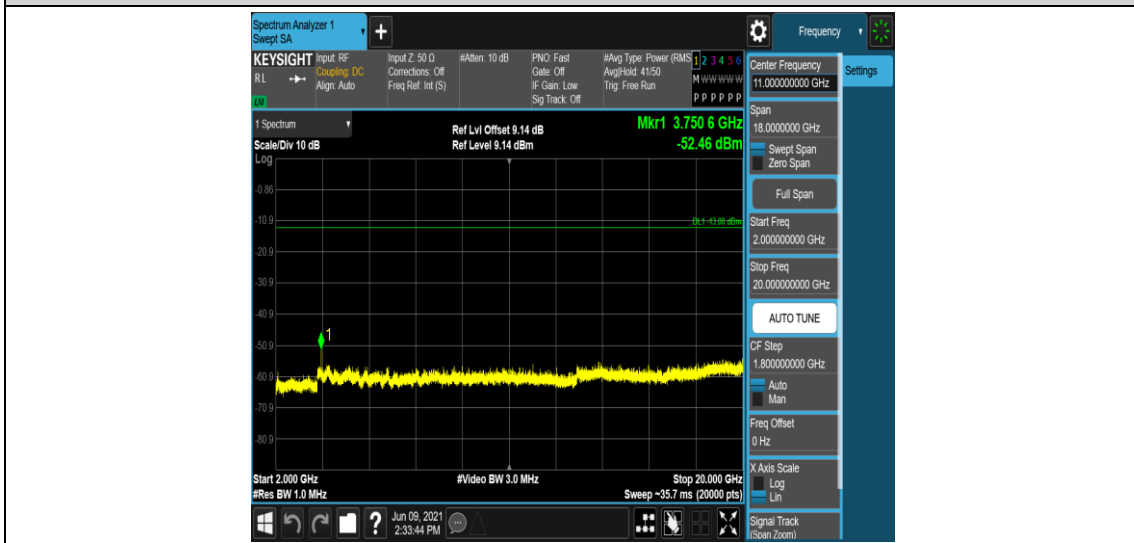 Spectrum Analyzer 1
Swept SA
+
Frequency
KEYSIGHT
RL
Input: RF
Coupling: DC
Align: Auto
Input Z: 50 Ω
Corrections: Off
Freq Ref: Int (S)
#Atten: 10 dB
PNO: Fast
Gate: Off
IF Gain: Low
Sig Track: Off
#Avg Type: Power (RMS
Avg|Hold: 41/50
Trig: Free Run
1 2 3 4 5 6
M W W W W W
P P P P P P
1 Spectrum
Scale/Div 10 dB
Log
Ref Lvl Offset 9.14 dB
Ref Level 9.14 dBm
Mkr1 3.750 6 GHz
-52.46 dBm
-0.86
-10.9
DL1 -13.00 dBm
-20.9
-30.9
-40.9
1
-50.9
-60.9
-70.9
-80.9
Start 2.000 GHz
#Res BW 1.0 MHz
#Video BW 3.0 MHz
Stop 20.000 GHz
Sweep ~35.7 ms (20000 pts)
Center Frequency
11.000000000 GHz
Settings
Span
18.0000000 GHz
Swept Span
Zero Span
Full Span
Start Freq
2.000000000 GHz
Stop Freq
20.000000000 GHz
AUTO TUNE
CF Step
1.800000000 GHz
Auto
Man
Freq Offset
0 Hz
X Axis Scale
Log
Lin
Signal Track
(Span Zoom)
?
Jun 09, 2021
2:33:44 PM